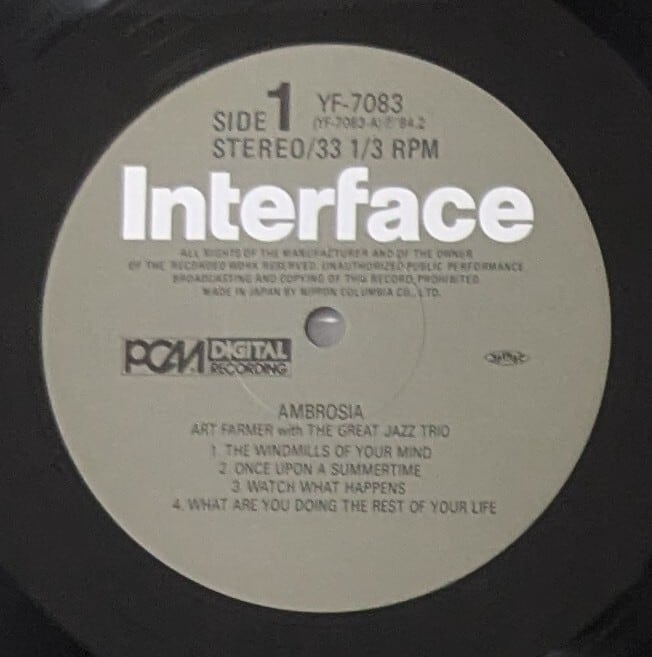 SIDE 1 YF-7083
(YF-7083-A) Ⓟ '84.2
STEREO/33 1/3 RPM
Interface
ALL RIGHTS OF THE MANUFACTURER AND OF THE OWNER
OF THE RECORDED WORK RESERVED. UNAUTHORIZED PUBLIC PERFORMANCE
BROADCASTING AND COPYING OF THIS RECORD PROHIBITED
MADE IN JAPAN BY NIPPON COLUMBIA CO., LTD.
PCM DIGITAL
RECORDING
AMBROSIA
ART FARMER with THE GREAT JAZZ TRIO
1. THE WINDMILLS OF YOUR MIND
2. ONCE UPON A SUMMERTIME
3. WATCH WHAT HAPPENS
4. WHAT ARE YOU DOING THE REST OF YOUR LIFE